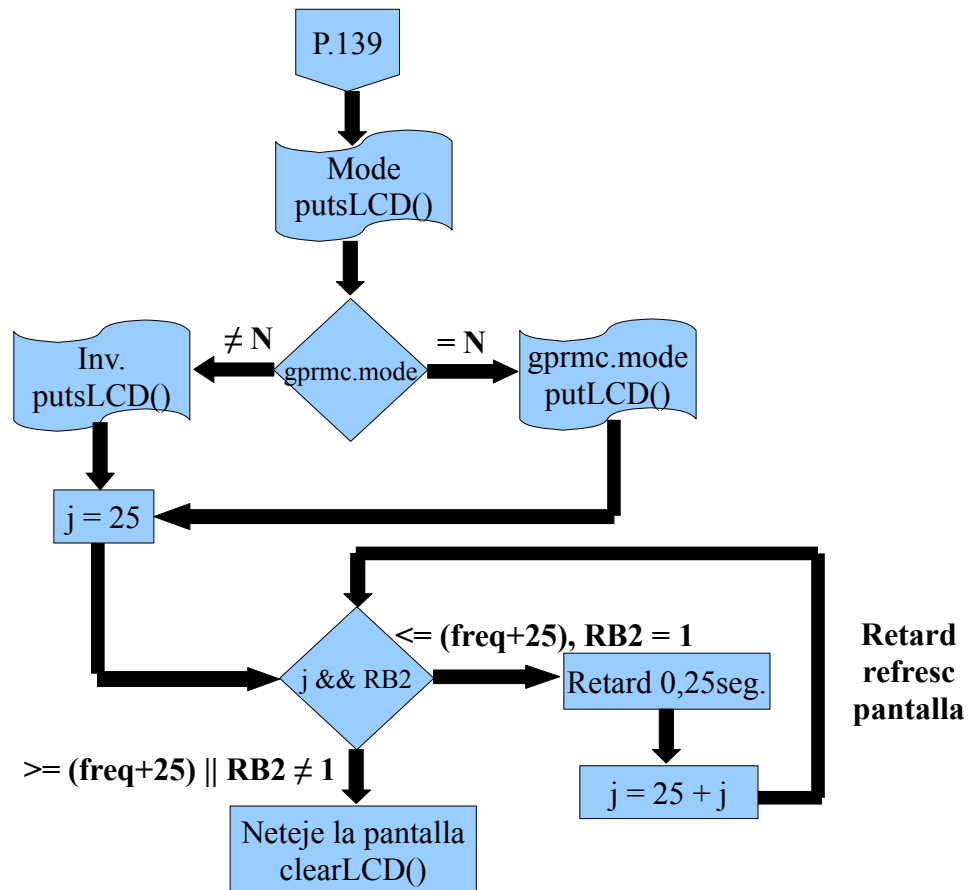 P.139
Mode
putsLCD()
≠ N
= N
Inv.
putsLCD()
gprmc.mode
gprmc.mode
putLCD()
j = 25
<= (freq+25), RB2 = 1
j && RB2
Retard 0,25seg.
Retard
refresc
pantalla
>= (freq+25) || RB2 ≠ 1
j = 25 + j
Neteje la pantalla
clearLCD()